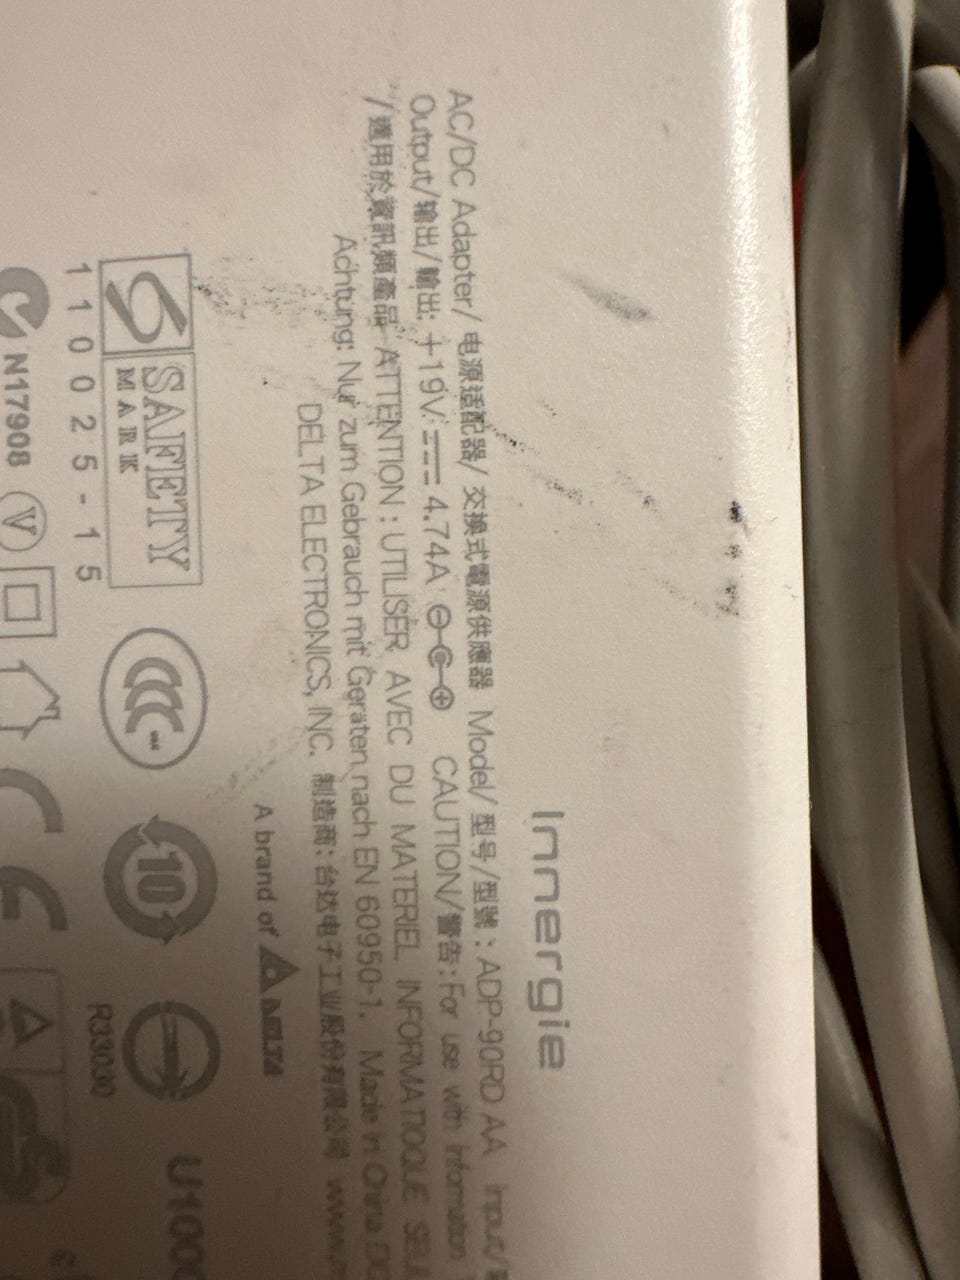 Innergie
AC/DC Adapter/ 电源适配器/ 交換式電源供應器 Model/ 型号/型號：ADP-90RD AA Input/
Output/输出/輸出: +19V 4.74A CAUTION/警告: For use with Information
/適用於資訊類產品 ATTENTION : UTILISER AVEC DU MATERIEL INFORMATIQUE
Achtung: Nur zum Gebrauch mit Geräten nach EN 60950-1. Made in China
DELTA ELECTRONICS, INC. 制造商: 台达电子工业股份有限公司
A brand of DELTA
SAFETY
MARK
110025-15
CCC
10
R33030
N17908
V